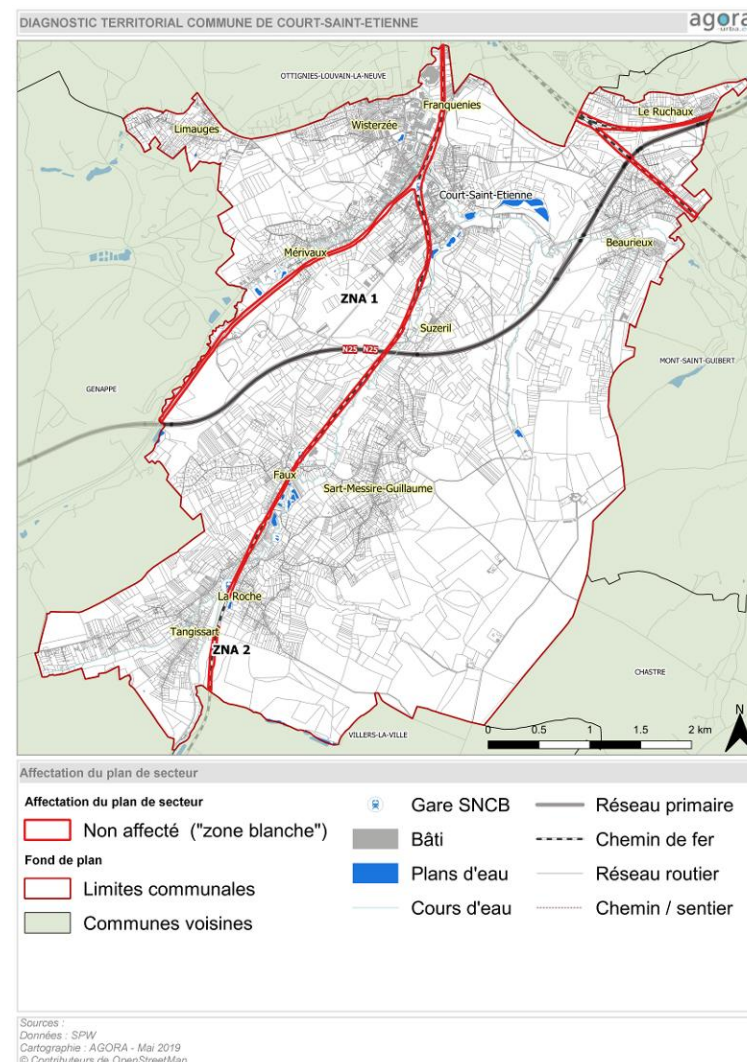 DIAGNOSTIC TERRITORIAL COMMUNE DE COURT-SAINT-ETIENNE
agora
OTTIGNIES-LOUVAIN-LA-NEUVE
Franquenies
Le Ruchaux
Limauges
Wisterzée
Court-Saint-Etienne
Beaurieux
Mérivaux
ZNA 1
Suzeril
N25 N25
MONT-SAINT-GUIBERT
GENAPPE
Faux
Sart-Messire-Guillaume
La Roche
Tangissart
ZNA 2
CHASTRE
VILLERS-LA-VILLE
N
0 0.5 1 1.5 2 km
Affectation du plan de secteur
Affectation du plan de secteur
Non affecté ("zone blanche")
Fond de plan
Limites communales
Communes voisines
Gare SNCB
Bâti
Plans d'eau
Cours d'eau
Réseau primaire
Chemin de fer
Réseau routier
Chemin / sentier
Sources :
Données : SPW
Cartographie : AGORA - Mai 2019
© Contributeurs de OpenStreetMap